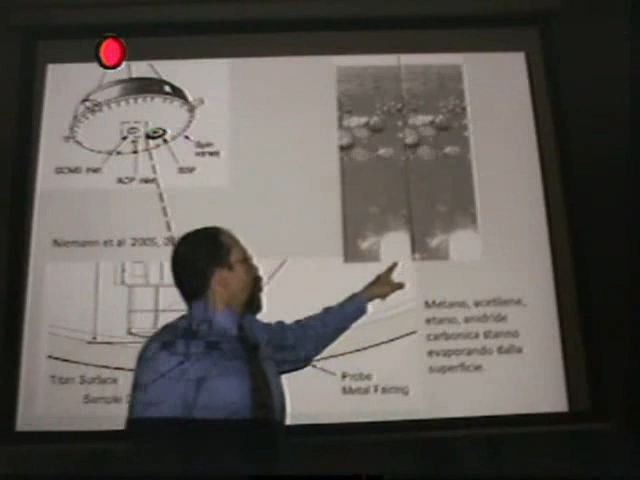 Spin
vanes
GCMS Inlet
SSP
ACP Inlet
Niemann et al 2005,
Metano, acetilene,
etano, anidride
carbonica stanno
evaporando dalla
superficie.
Titan Surface
Sample
Probe
Metal Fairing